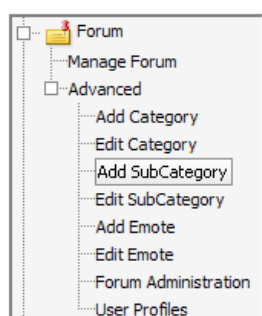 Forum
Manage Forum
Advanced
Add Category
Edit Category
Add SubCategory
Edit SubCategory
Add Emote
Edit Emote
Forum Administration
User Profiles